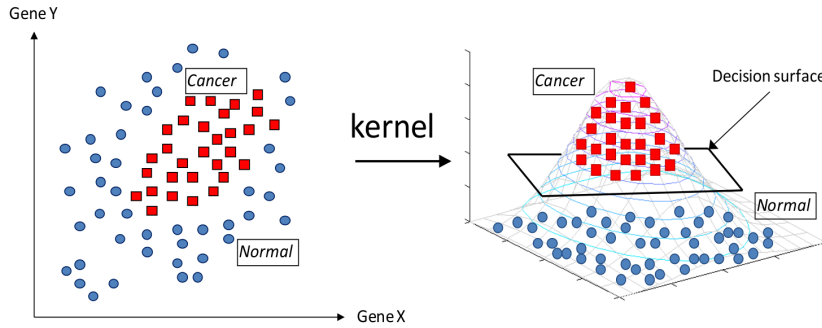 Gene Y
Cancer
Normal
Gene X
kernel
Cancer
Decision surface
Normal